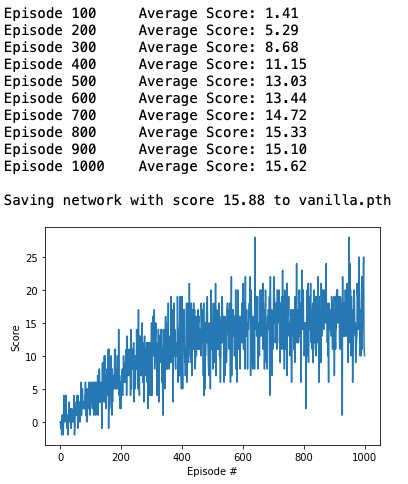 Episode 100 Average Score: 1.41
Episode 200 Average Score: 5.29
Episode 300 Average Score: 8.68
Episode 400 Average Score: 11.15
Episode 500 Average Score: 13.03
Episode 600 Average Score: 13.44
Episode 700 Average Score: 14.72
Episode 800 Average Score: 15.33
Episode 900 Average Score: 15.10
Episode 1000 Average Score: 15.62
Saving network with score 15.88 to vanilla.pth
25
20
15
10
5
0
Score
0 200 400 600 800 1000
Episode #